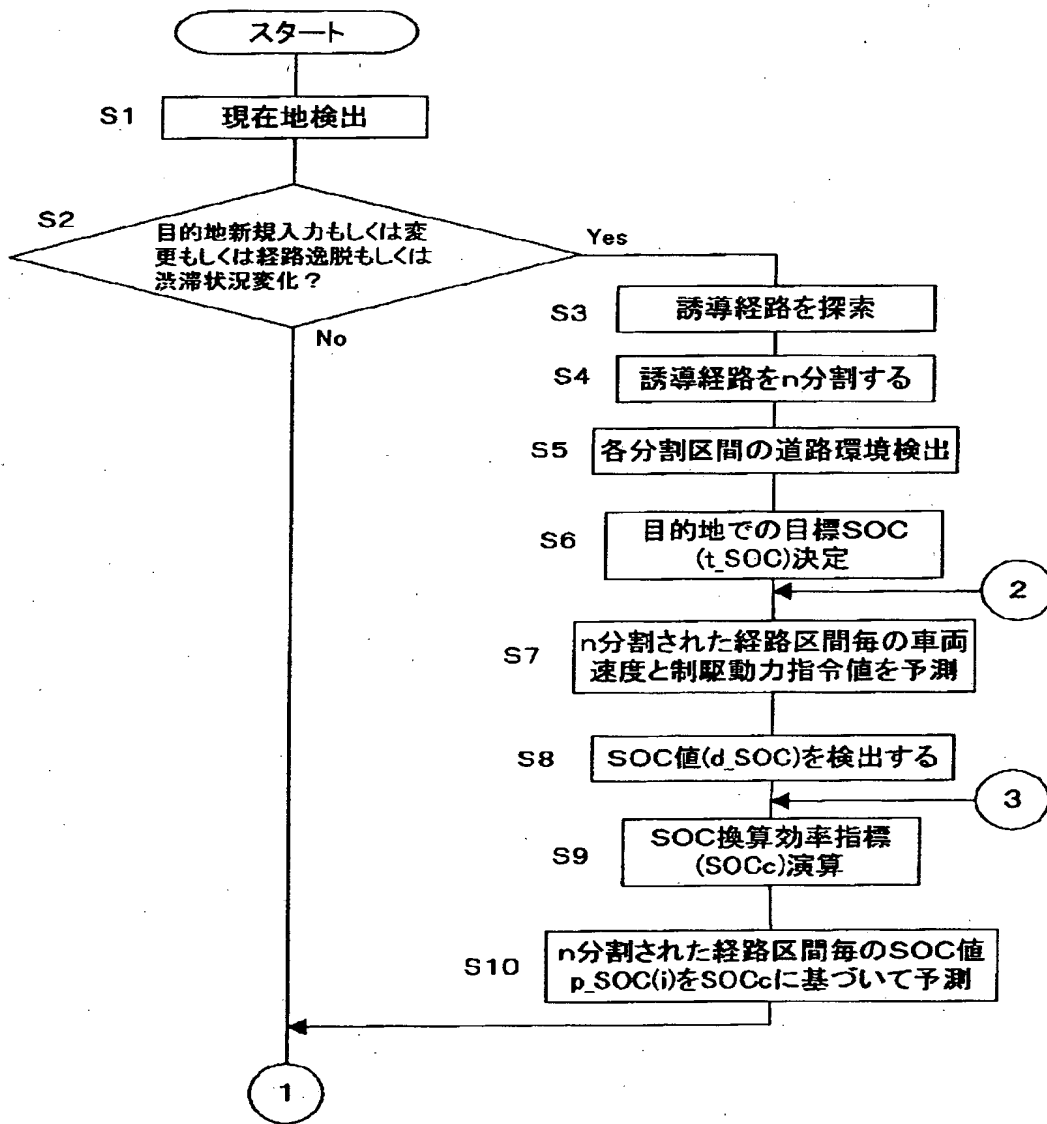 スタート
S1
現在地検出
S2
目的地新規入力もしくは変
更もしくは経路逸脱もしくは
渋滞状況変化？
Yes
No
S3
誘導経路を探索
S4
誘導経路をn分割する
S5
各分割区間の道路環境検出
S6
目的地での目標SOC
(t_SOC)決定
2
S7
n分割された経路区間毎の車両
速度と制駆動力指令値を予測
S8
SOC値(d_SOC)を検出する
3
S9
SOC換算効率指標
(SOCc)演算
S10
n分割された経路区間毎のSOC値
p_SOC(i)をSOCcに基づいて予測
1